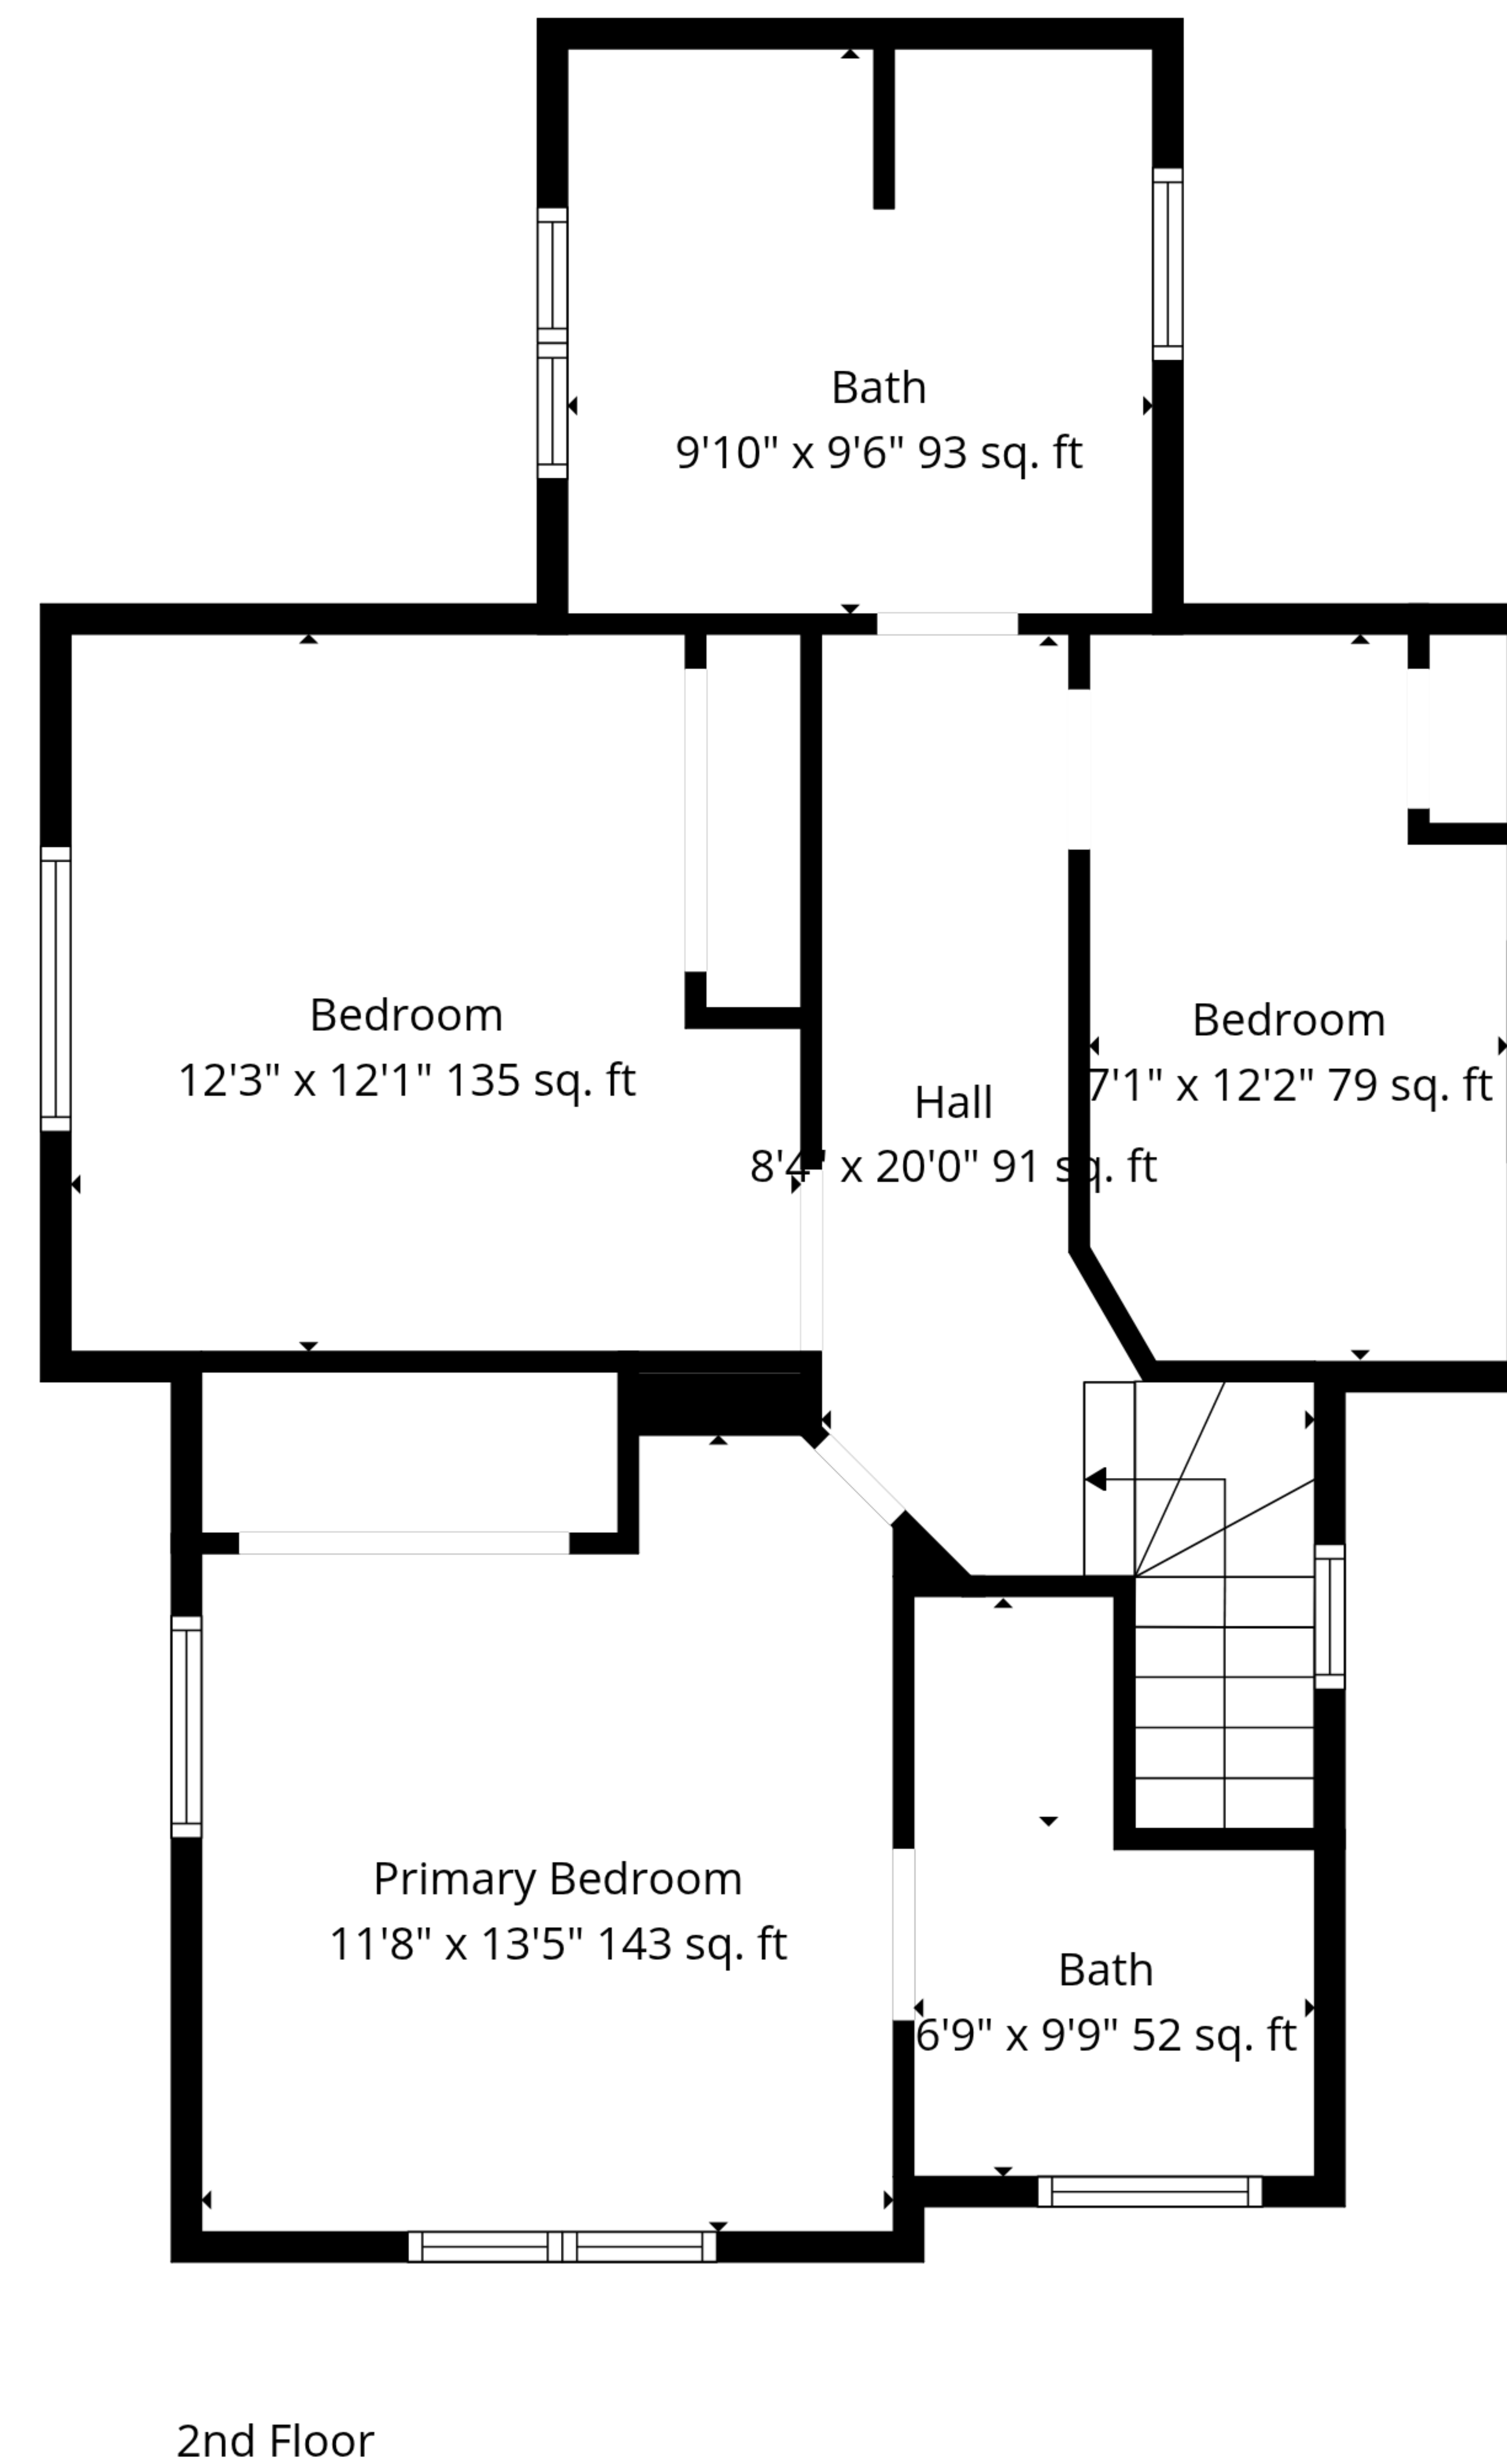 Bath
9'10" x 9'6" 93 sq. ft
Bedroom
12'3" x 12'1" 135 sq. ft
Bedroom
7'1" x 12'2" 79 sq. ft
Hall
8'4" x 20'0" 91 sq. ft
Primary Bedroom
11'8" x 13'5" 143 sq. ft
Bath
6'9" x 9'9" 52 sq. ft
2nd Floor